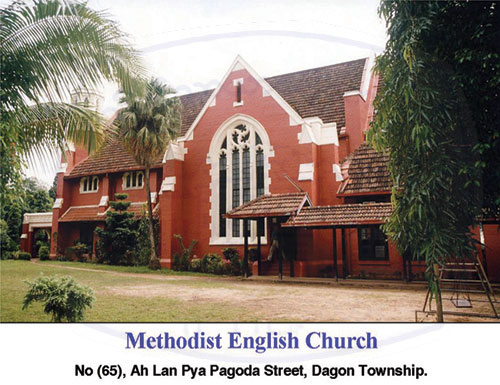 Methodist English Church
No (65), Ah Lan Pya Pagoda Street, Dagon Township.